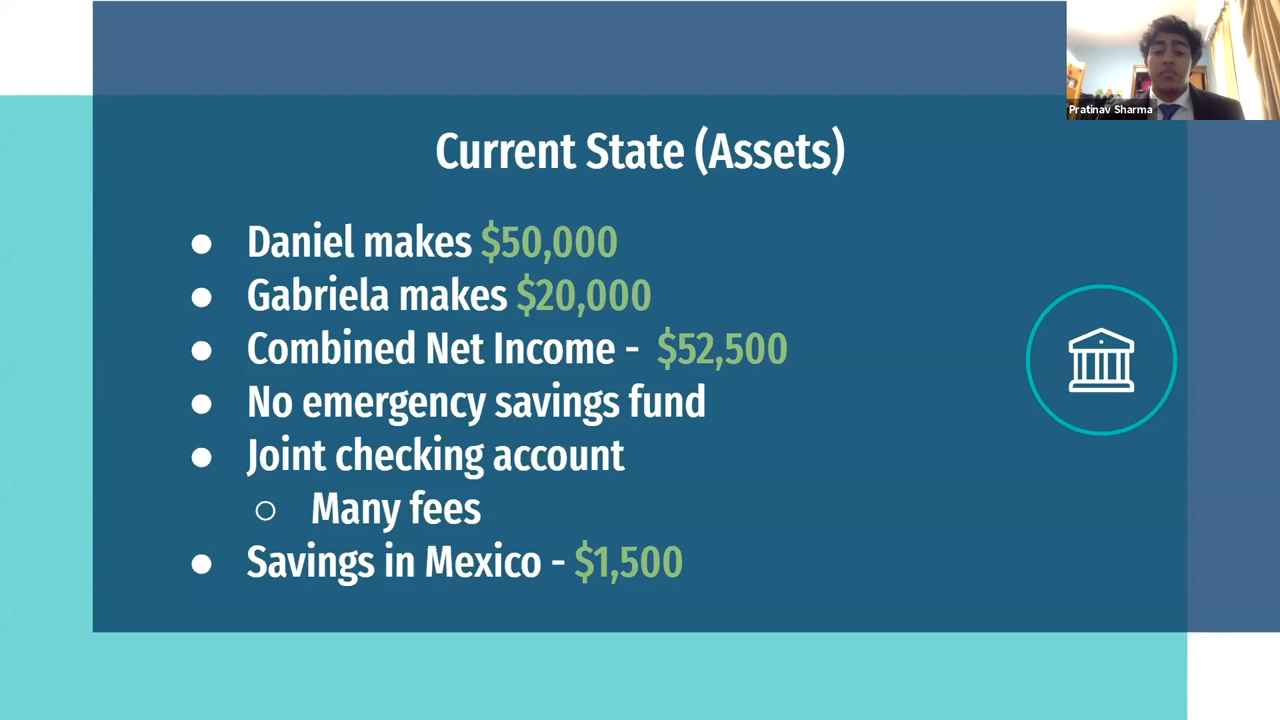 Pratinav Sharma
Current State (Assets)
● Daniel makes $50,000
● Gabriela makes $20,000
● Combined Net Income - $52,500
● No emergency savings fund
● Joint checking account
○ Many fees
● Savings in Mexico - $1,500